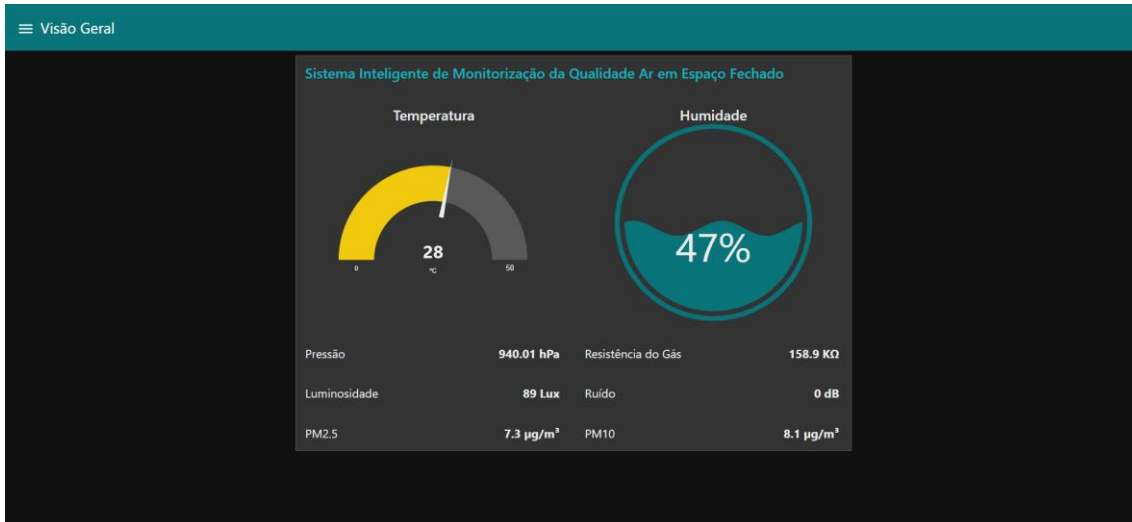 ≡ Visão Geral
Sistema Inteligente de Monitorização da Qualidade Ar em Espaço Fechado
Temperatura
Humidade
28
0
ºC
50
47%
Pressão 940.01 hPa Resistência do Gás 158.9 KΩ
Luminosidade 89 Lux Ruído 0 dB
PM2.5 7.3 µg/m³ PM10 8.1 µg/m³